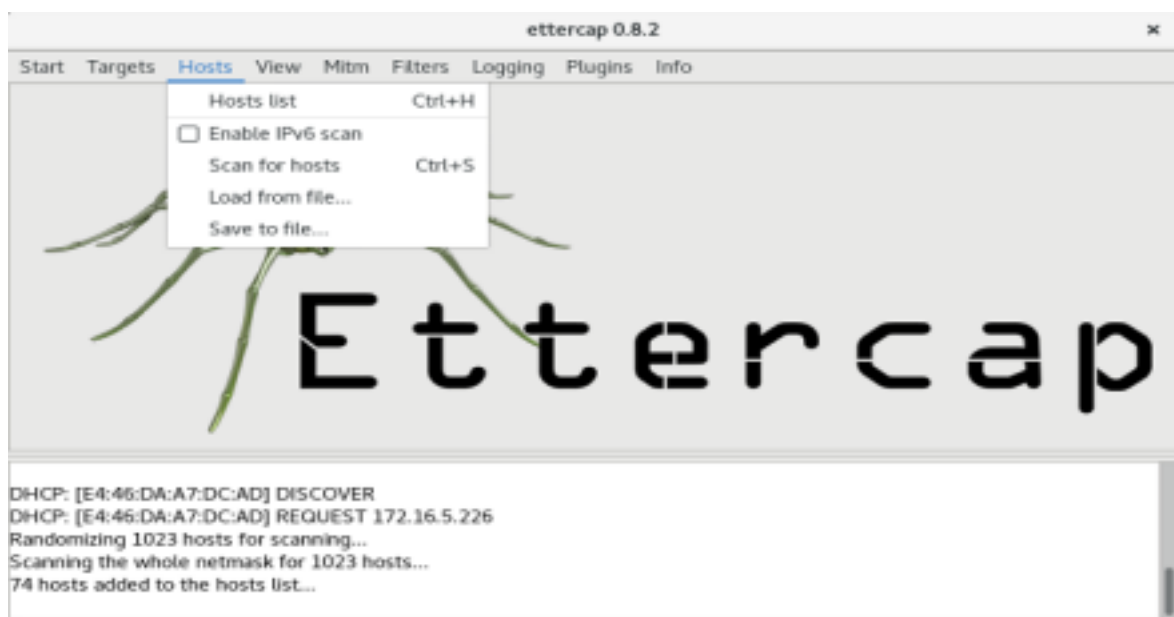 ettercap 0.8.2 ×
Start Targets Hosts View Mitm Filters Logging Plugins Info
Hosts list Ctrl+H
Enable IPv6 scan
Scan for hosts Ctrl+S
Load from file...
Save to file...
Ettercap
DHCP: [E4:46:DA:A7:DC:AD] DISCOVER
DHCP: [E4:46:DA:A7:DC:AD] REQUEST 172.16.5.226
Randomizing 1023 hosts for scanning...
Scanning the whole netmask for 1023 hosts...
74 hosts added to the hosts list...